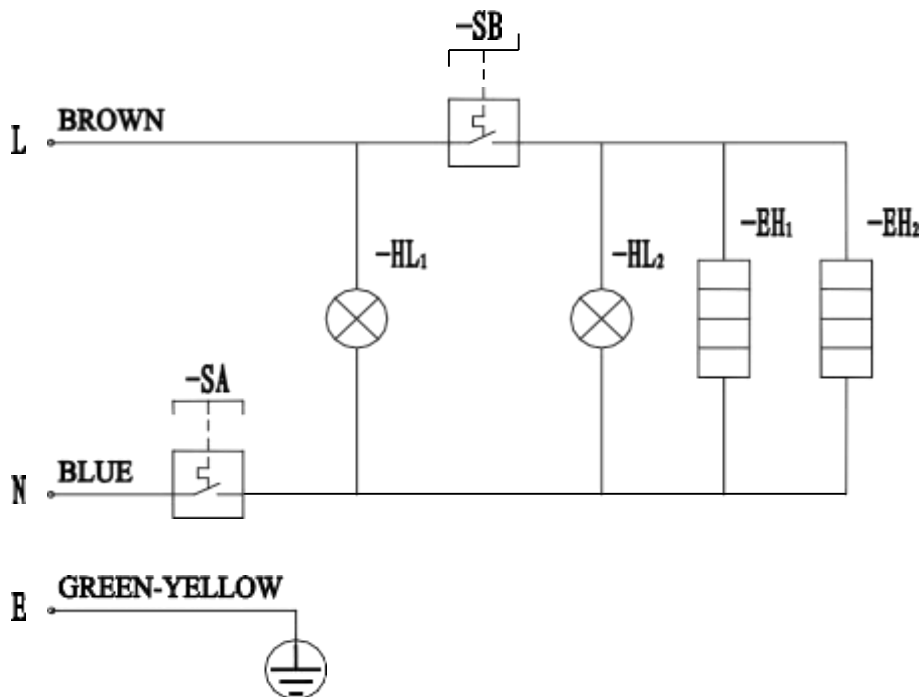 -SB
L BROWN
-HL₁ -HL₂ -EH₁ -EH₂
-SA
N BLUE
E GREEN-YELLOW